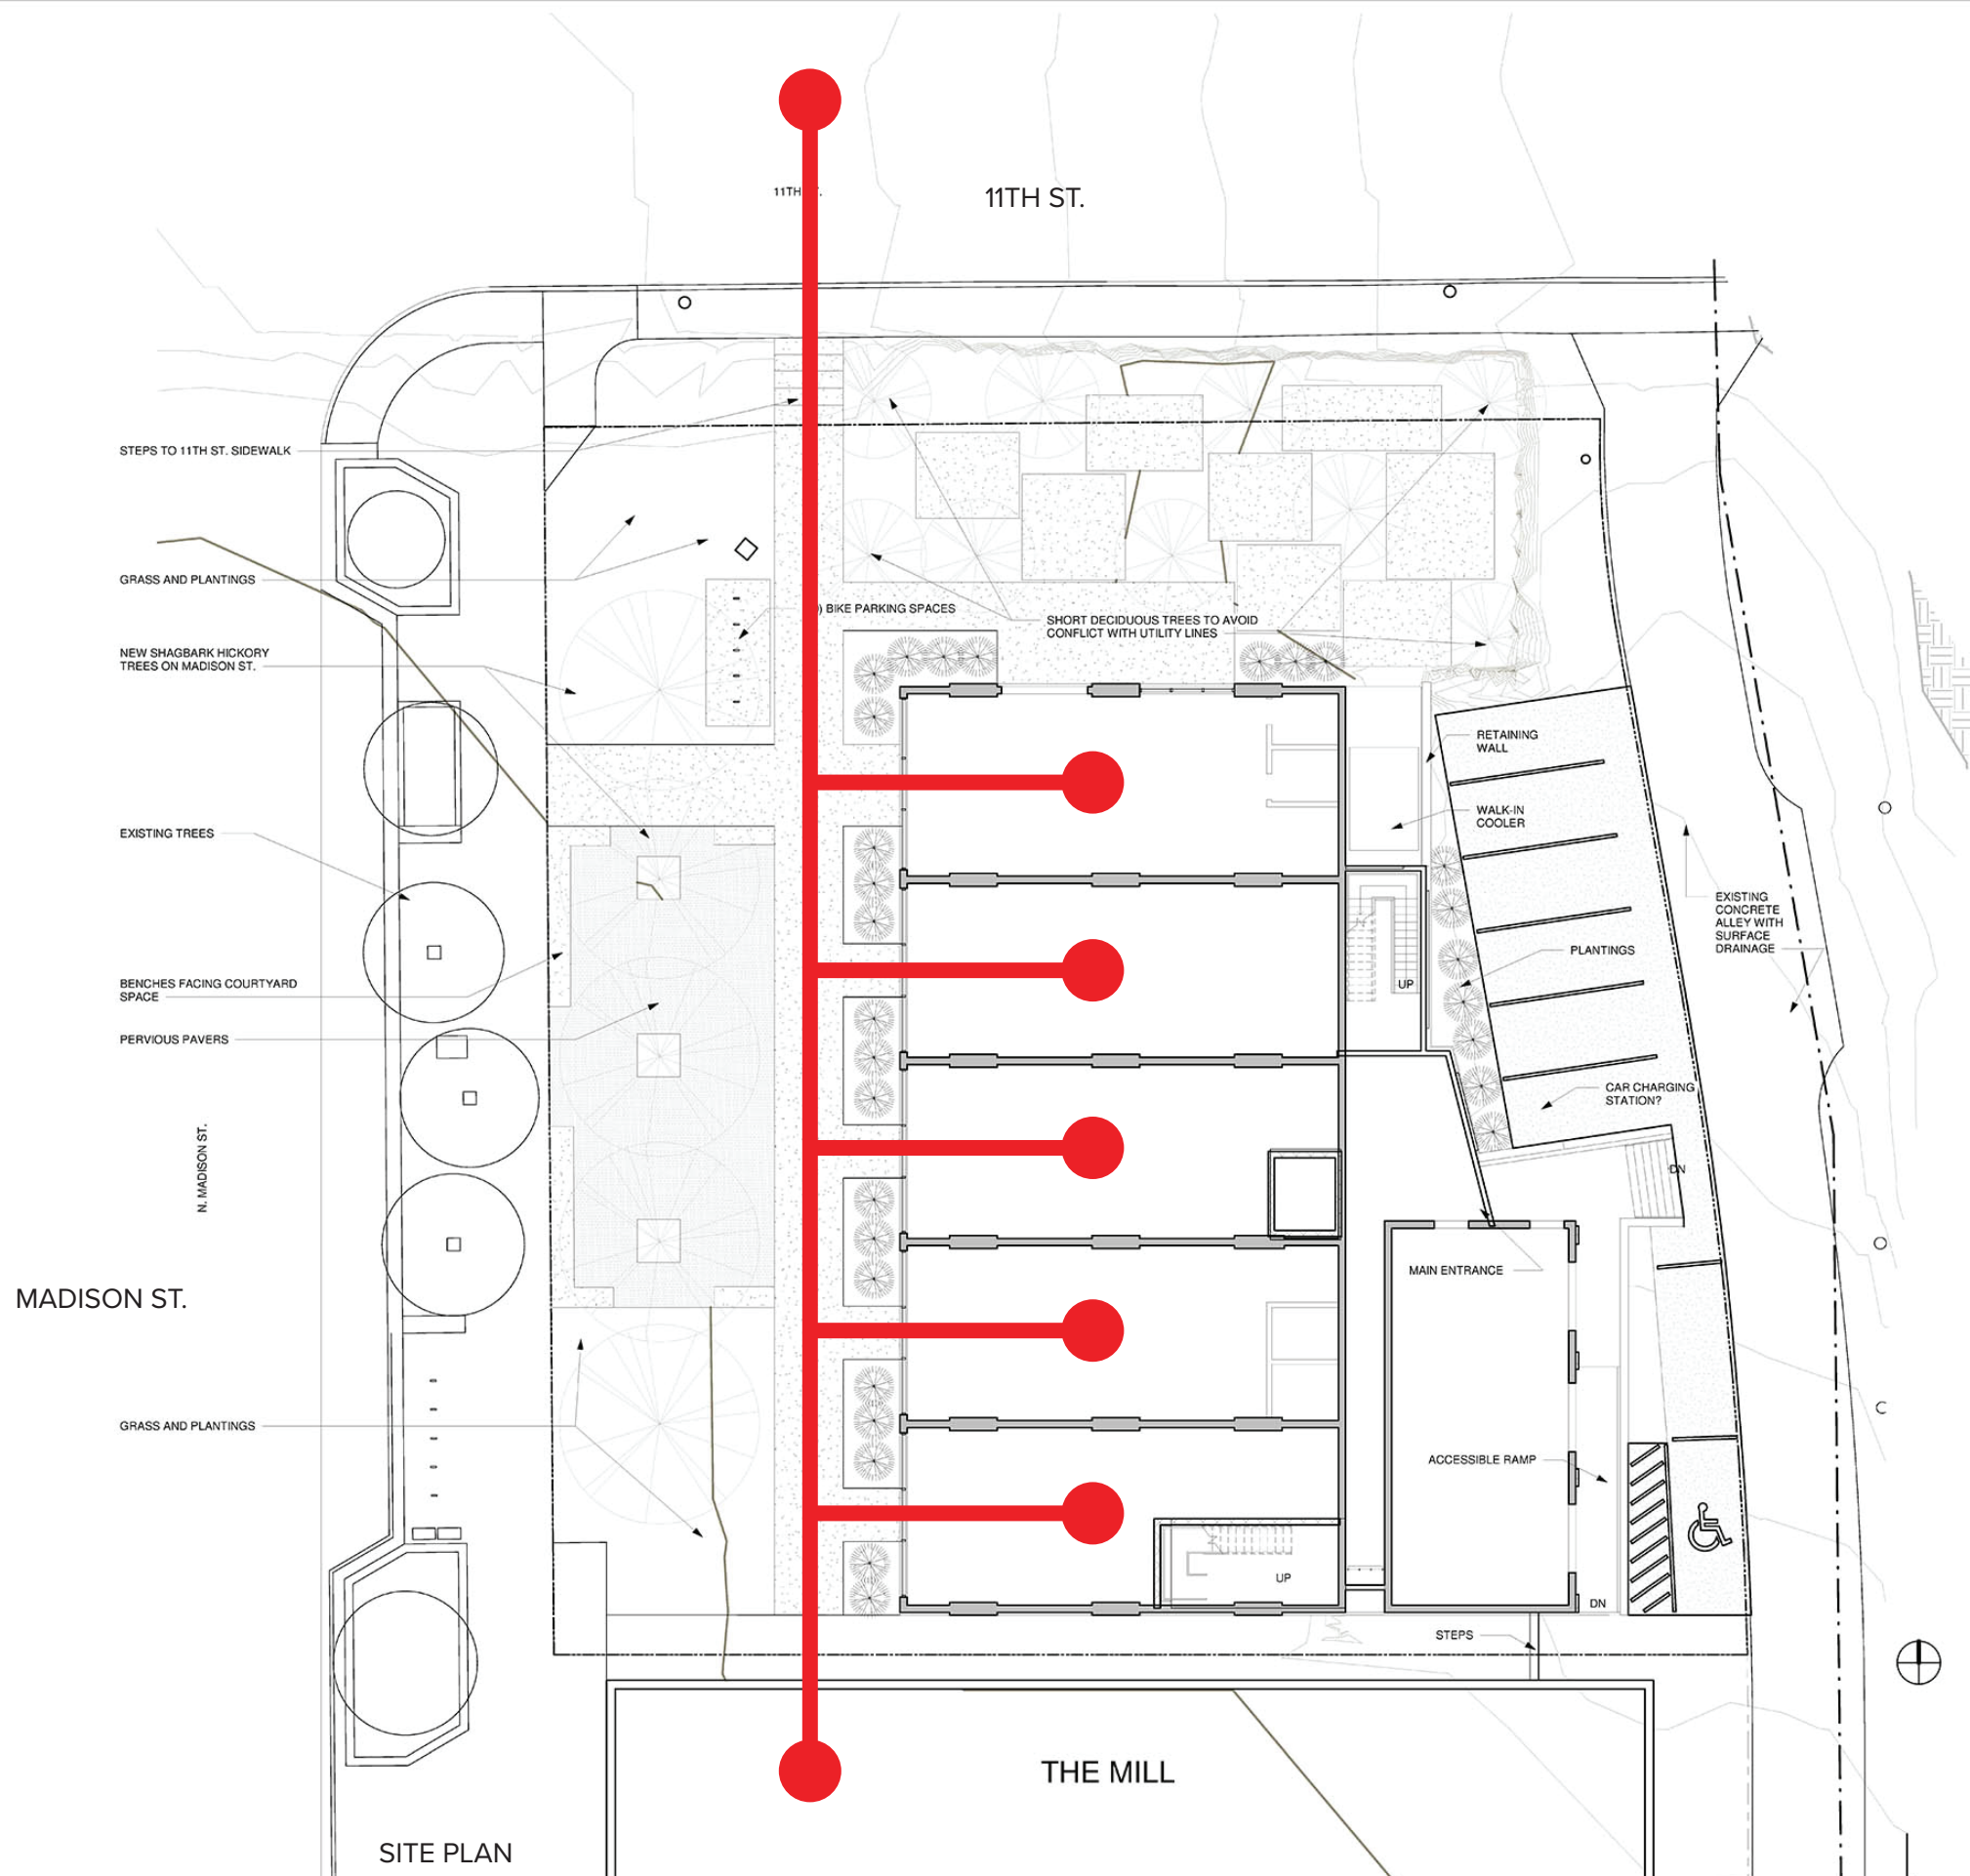 11TH ST.
STEPS TO 11TH ST. SIDEWALK
GRASS AND PLANTINGS
BIKE PARKING SPACES
SHORT DECIDUOUS TREES TO AVOID
CONFLICT WITH UTILITY LINES
NEW SHAGBARK HICKORY
TREES ON MADISON ST.
RETAINING
WALL
WALK-IN
COOLER
EXISTING TREES
EXISTING
CONCRETE
ALLEY WITH
SURFACE
DRAINAGE
PLANTINGS
BENCHES FACING COURTYARD
SPACE
UP
PERVIOUS PAVERS
CAR CHARGING
STATION?
N. MADISON ST.
DN
MAIN ENTRANCE
MADISON ST.
GRASS AND PLANTINGS
ACCESSIBLE RAMP
UP
DN
STEPS
THE MILL
SITE PLAN